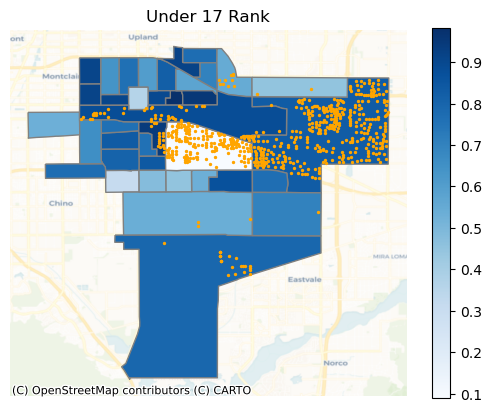 Under 17 Rank
ont
Upland
Montclair
Chino
Eastvale
MIRA LOMA
Norco
(C) OpenStreetMap contributors (C) CARTO
0.9
0.8
0.7
0.6
0.5
0.4
0.3
0.2
0.1